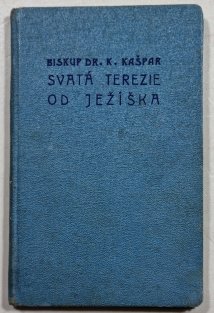 BISKUP DR. K. KAŠPAR
SVATÁ TEREZIE
OD JEŽÍŠKA